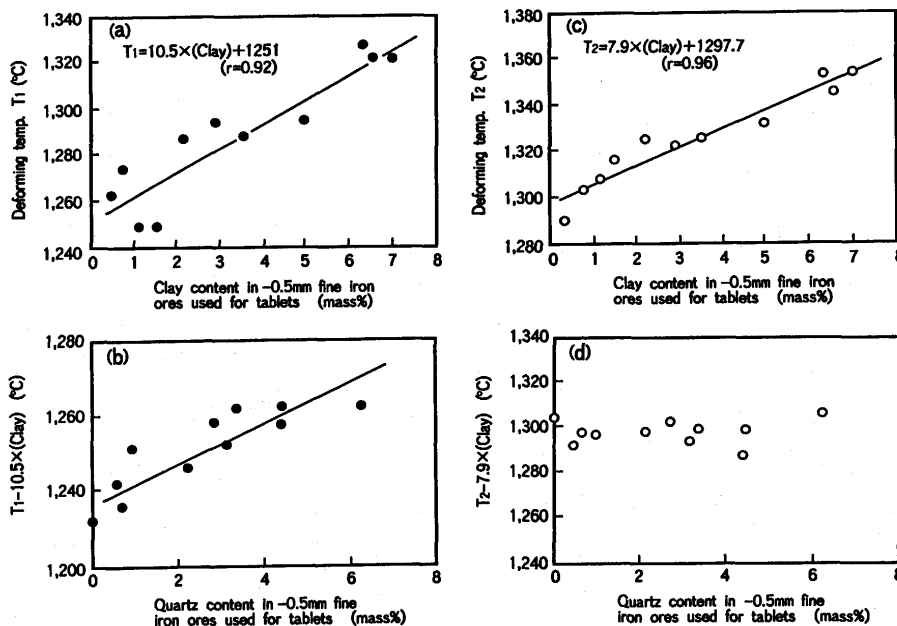 (a)
T1=10.5×(Clay)+1251
(r=0.92)
Deforming temp. T1 (℃)
1,340
1,320
1,300
1,280
1,260
1,240
0 1 2 3 4 5 6 7 8
Clay content in -0.5mm fine iron
ores used for tablets (mass%)
(c)
T2=7.9×(Clay)+1297.7
(r=0.96)
Deforming temp. T2 (℃)
1,380
1,360
1,340
1,320
1,300
1,280
0 1 2 3 4 5 6 7 8
Clay content in -0.5mm fine iron
ores used for tablets (mass%)
(b)
T1-10.5×(Clay) (℃)
1,280
1,260
1,240
1,200
0 2 4 6 8
Quartz content in -0.5mm fine
iron ores used for tablets (mass%)
(d)
T2-7.9×(Clay) (℃)
1,340
1,320
1,300
1,280
1,260
1,240
0 2 4 6 8
Quartz content in -0.5mm fine
iron ores used for tablets (mass%)